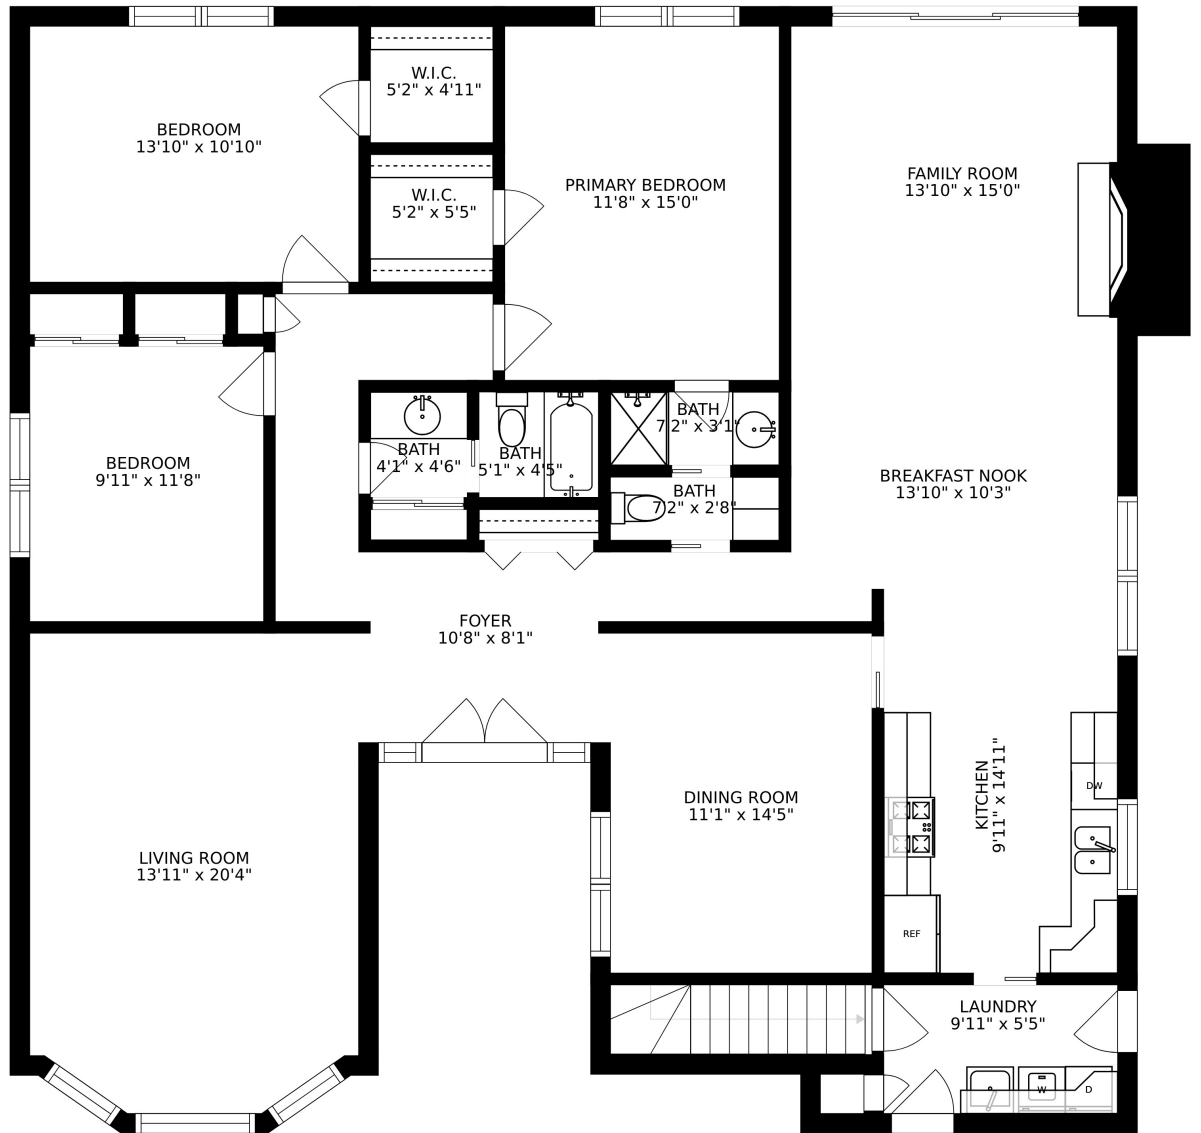 W.I.C.
5'2" x 4'11"
BEDROOM
13'10" x 10'10"
FAMILY ROOM
13'10" x 15'0"
PRIMARY BEDROOM
11'8" x 15'0"
W.I.C.
5'2" x 5'5"
BATH
7'2" x 3'1"
BATH
4'1" x 4'6"
BATH
5'1" x 4'5"
BEDROOM
9'11" x 11'8"
BREAKFAST NOOK
13'10" x 10'3"
BATH
7'2" x 2'8"
FOYER
10'8" x 8'1"
DW
KITCHEN
9'11" x 14'11"
DINING ROOM
11'1" x 14'5"
LIVING ROOM
13'11" x 20'4"
REF
LAUNDRY
9'11" x 5'5"
W
D